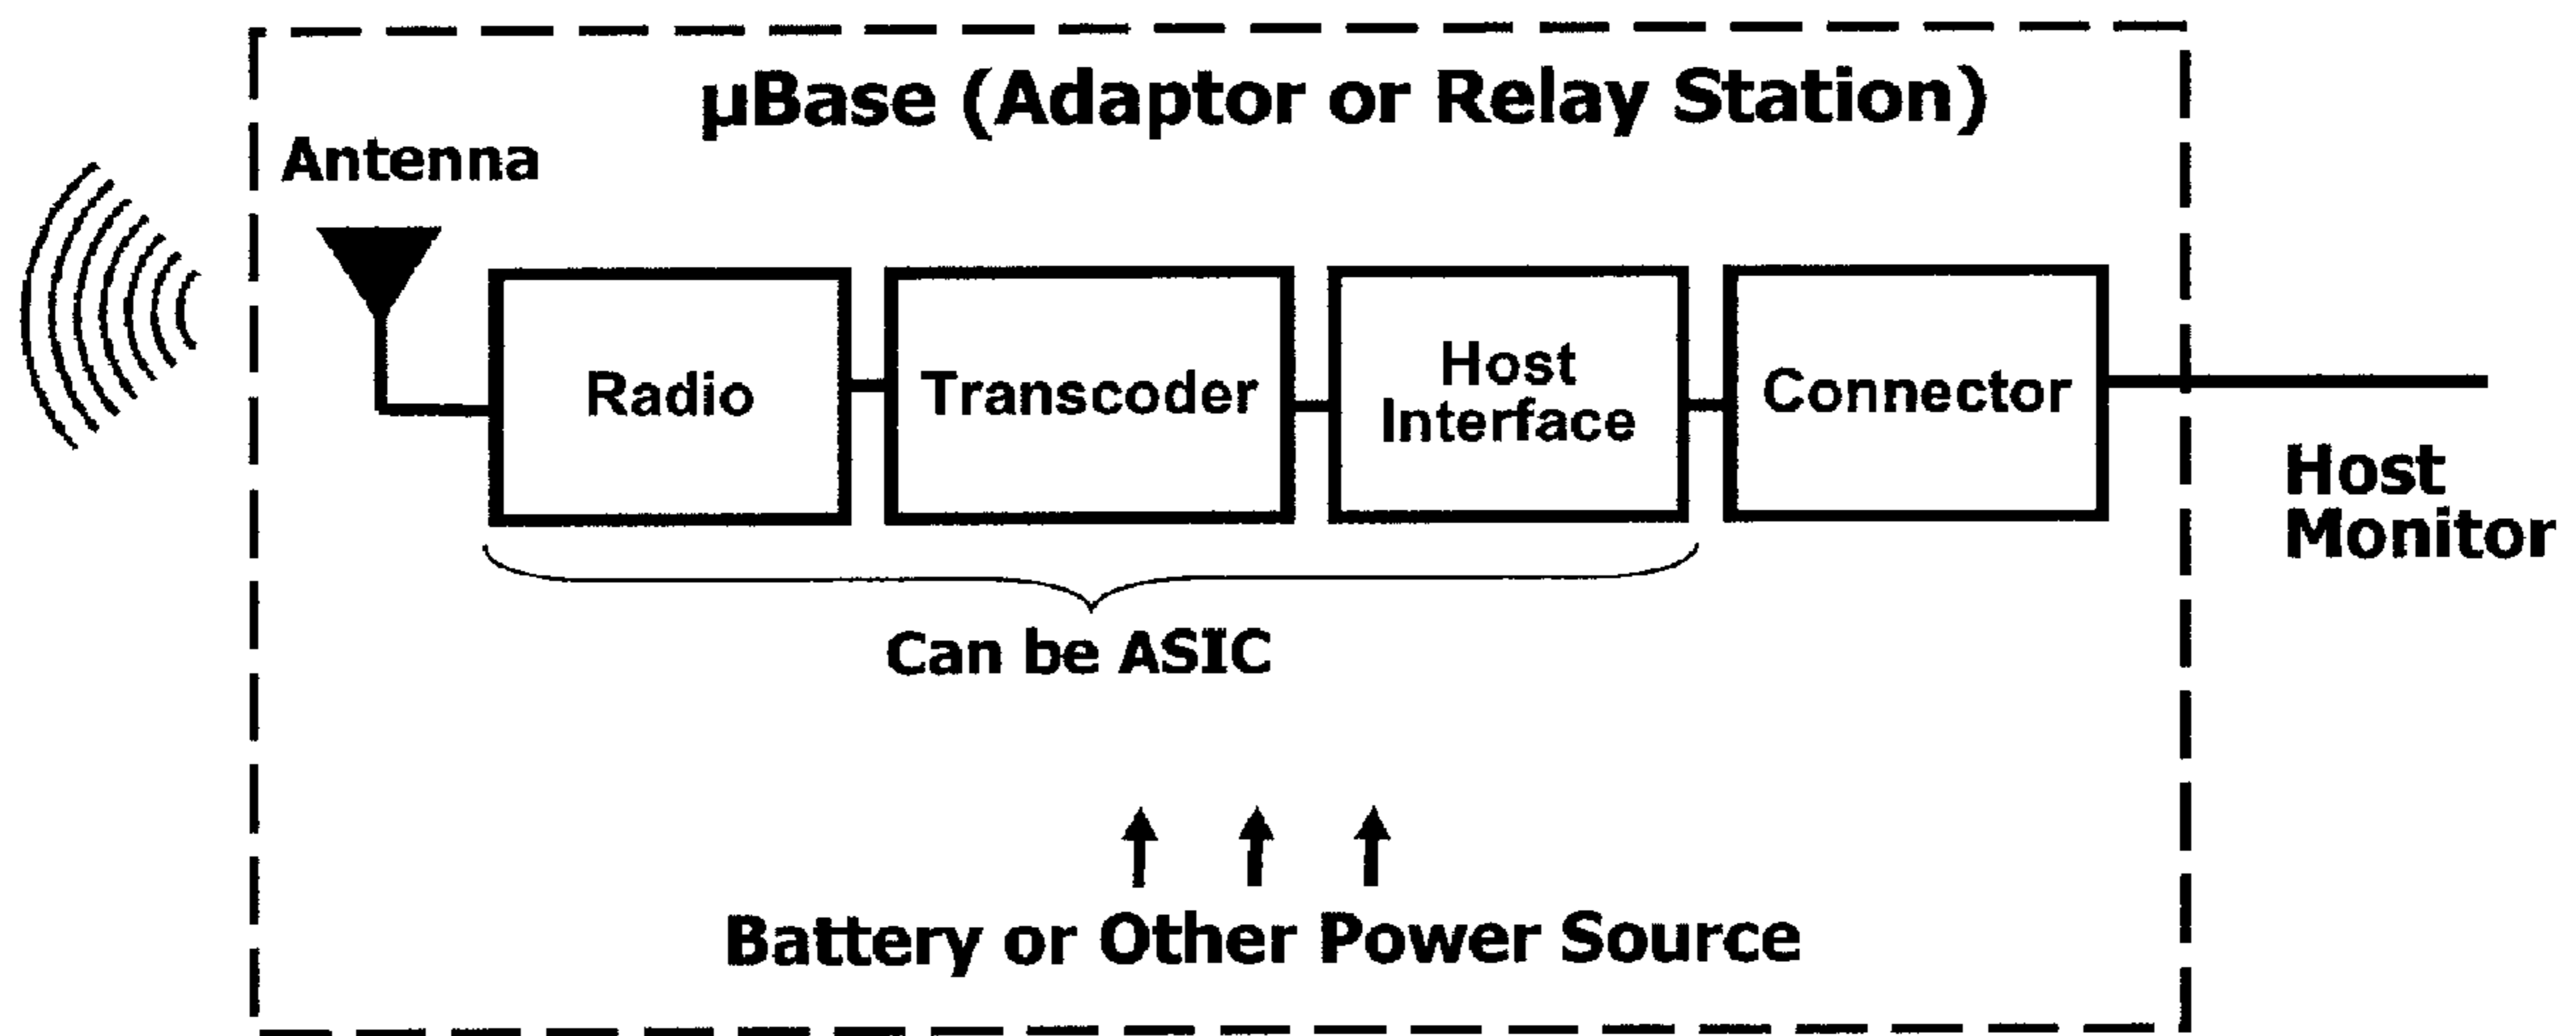 µBase (Adaptor or Relay Station)
Antenna
Radio
Transcoder
Host
Interface
Connector
Host
Monitor
Can be ASIC
Battery or Other Power Source